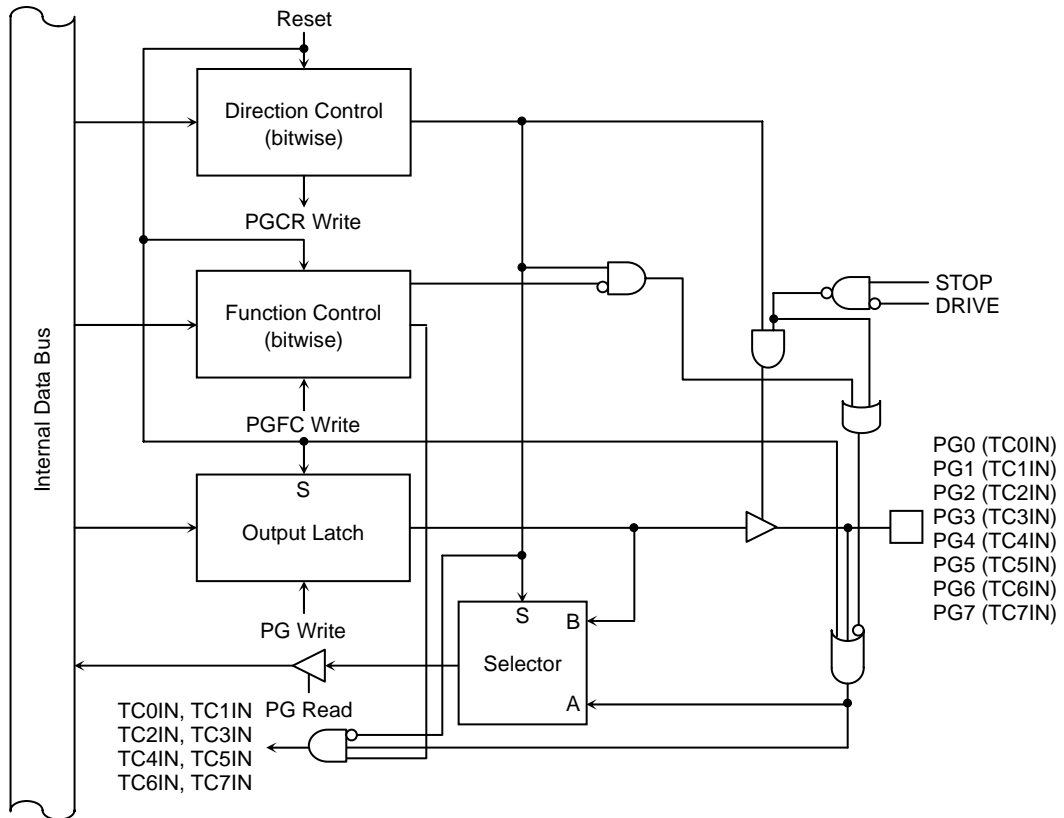 Reset
Direction Control
(bitwise)
PGCR Write
Function Control
(bitwise)
STOP
DRIVE
PGFC Write
Internal Data Bus
S
Output Latch
PG0 (TC0IN)
PG1 (TC1IN)
PG2 (TC2IN)
PG3 (TC3IN)
PG4 (TC4IN)
PG5 (TC5IN)
PG6 (TC6IN)
PG7 (TC7IN)
PG Write
S
B
Selector
A
PG Read
TC0IN, TC1IN
TC2IN, TC3IN
TC4IN, TC5IN
TC6IN, TC7IN